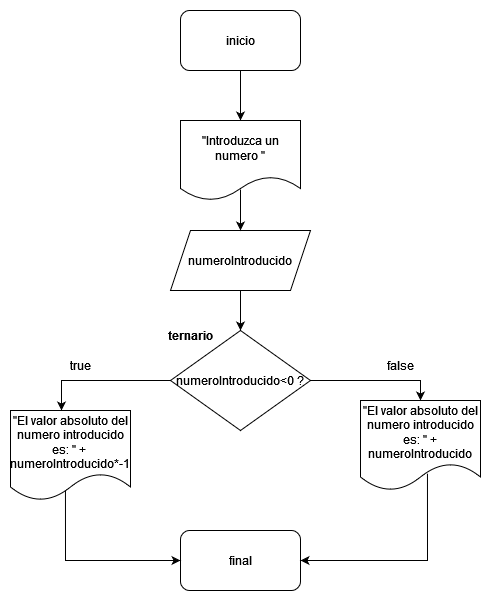 inicio
"Introduzca un
numero "
numeroIntroducido
ternario
numeroIntroducido<0 ?
true
false
"El valor absoluto del
numero introducido
es: " +
numeroIntroducido*-1
"El valor absoluto del
numero introducido
es: " +
numeroIntroducido
final